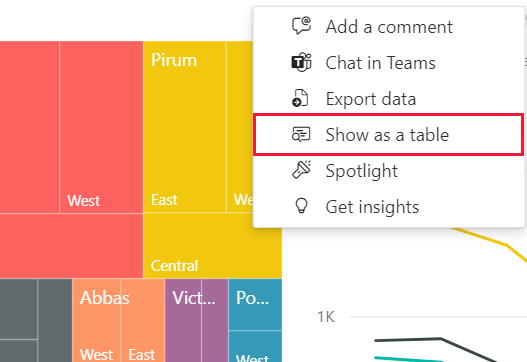 Add a comment
Chat in Teams
Export data
Show as a table
Spotlight
Get insights
Pirum
West
East
We
Central
Abbas
Vict...
Po...
West
East
West
1K